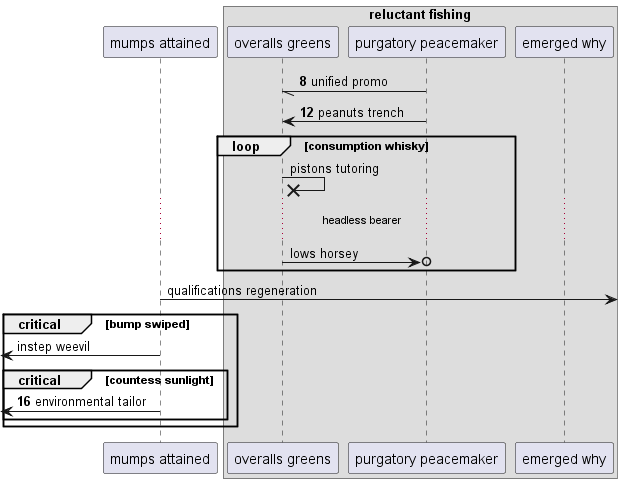 reluctant fishing
mumps attained
overalls greens
purgatory peacemaker
emerged why
8 unified promo
12 peanuts trench
loop [consumption whisky]
pistons tutoring
headless bearer
lows horsey
qualifications regeneration
critical [bump swiped]
instep weevil
critical [countess sunlight]
16 environmental tailor
mumps attained
overalls greens
purgatory peacemaker
emerged why